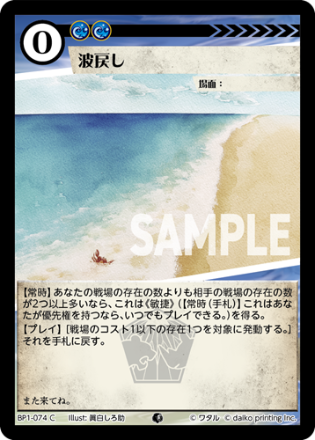 0
波戻し
場面：
SAMPLE
【常時】あなたの戦場の存在の数よりも相手の戦場の存在の数
が2つ以上多いなら、これは《敏捷》（【常時（手札）】これはあな
たが優先権を持つなら、いつでもプレイできる。）を得る。
【プレイ】［戦場のコスト1以下の存在1つを対象に発動する。］
それを手札に戻す。
また来てね。
BP1-074 C Illust: 眞白しろ助 © ワタル © daiko printing Inc.